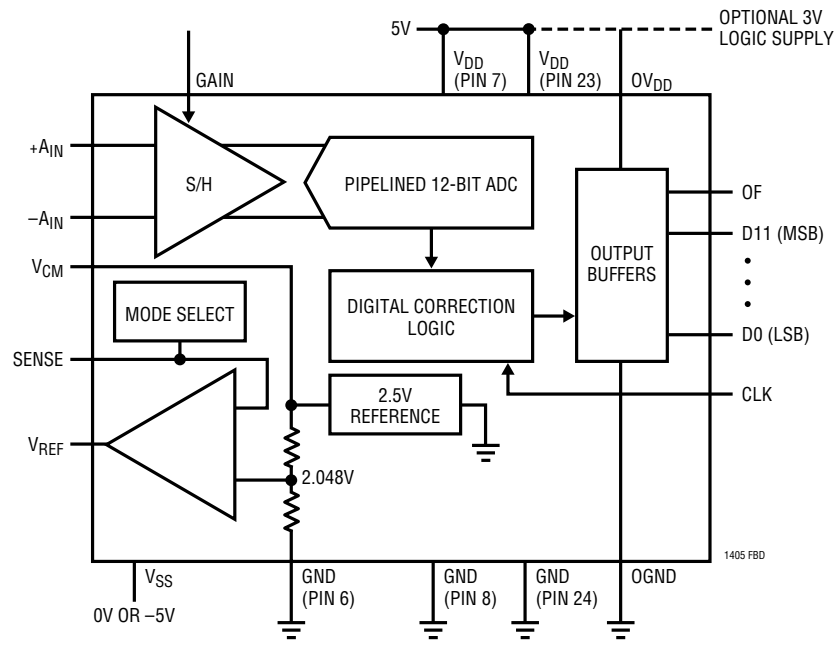 OPTIONAL 3V
LOGIC SUPPLY
5V
GAIN
VDD
(PIN 7)
VDD
(PIN 23)
OVDD
+AIN
–AIN
S/H
PIPELINED 12-BIT ADC
OUTPUT
BUFFERS
OF
D11 (MSB)
D0 (LSB)
VCM
MODE SELECT
DIGITAL CORRECTION
LOGIC
SENSE
CLK
2.5V
REFERENCE
VREF
2.048V
1405 FBD
VSS
0V OR –5V
GND
(PIN 6)
GND
(PIN 8)
GND
(PIN 24)
OGND